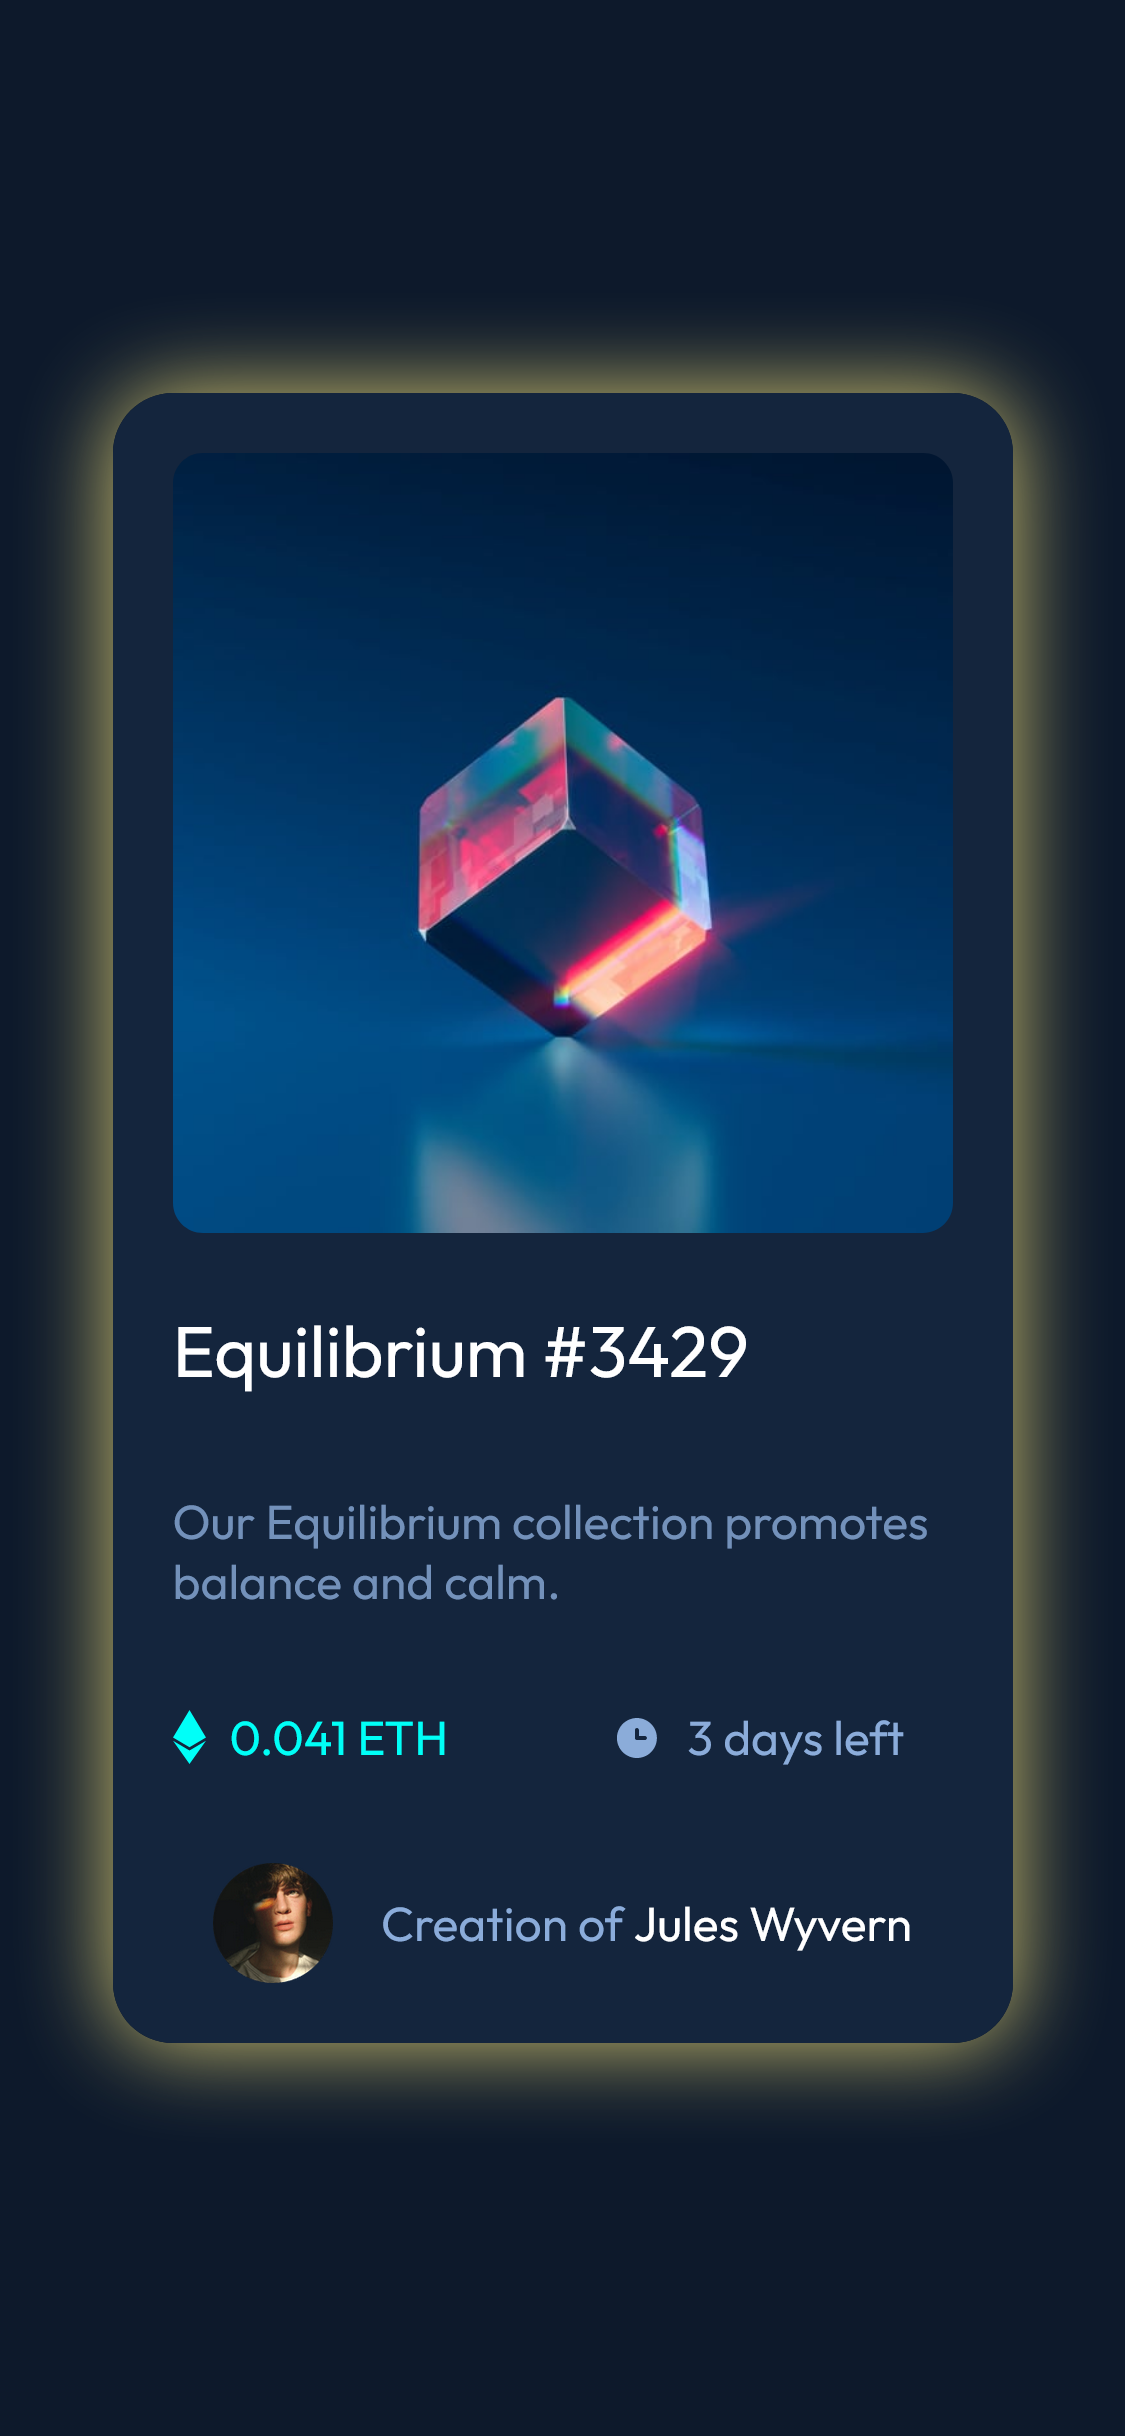 Equilibrium #3429
Our Equilibrium collection promotes
balance and calm.
0.041 ETH
3 days left
Creation of Jules Wyvern